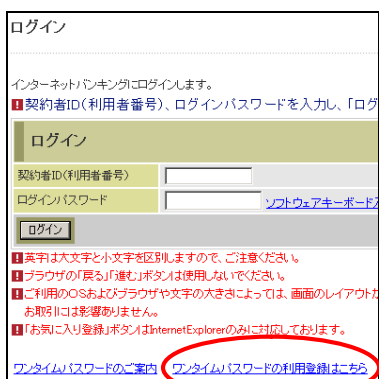 ログイン
インターネットバンキングにログインします。
契約者ID(利用者番号)、ログインパスワードを入力し、「ログ
ログイン
契約者ID(利用者番号)
ログインパスワード ソフトウェアキーボード入
ログイン
英字は大文字と小文字を区別しますので、ご注意ください。
ブラウザの「戻る」「進む」ボタンは使用しないでください。
ご利用のOSおよびブラウザや文字の大きさによっては、画面のレイアウトが
お取引には影響ありません。
「お気に入り登録」ボタンはInternetExplorerのみに対応しております。
ワンタイムパスワードのご案内 ワンタイムパスワードの利用登録はこちら